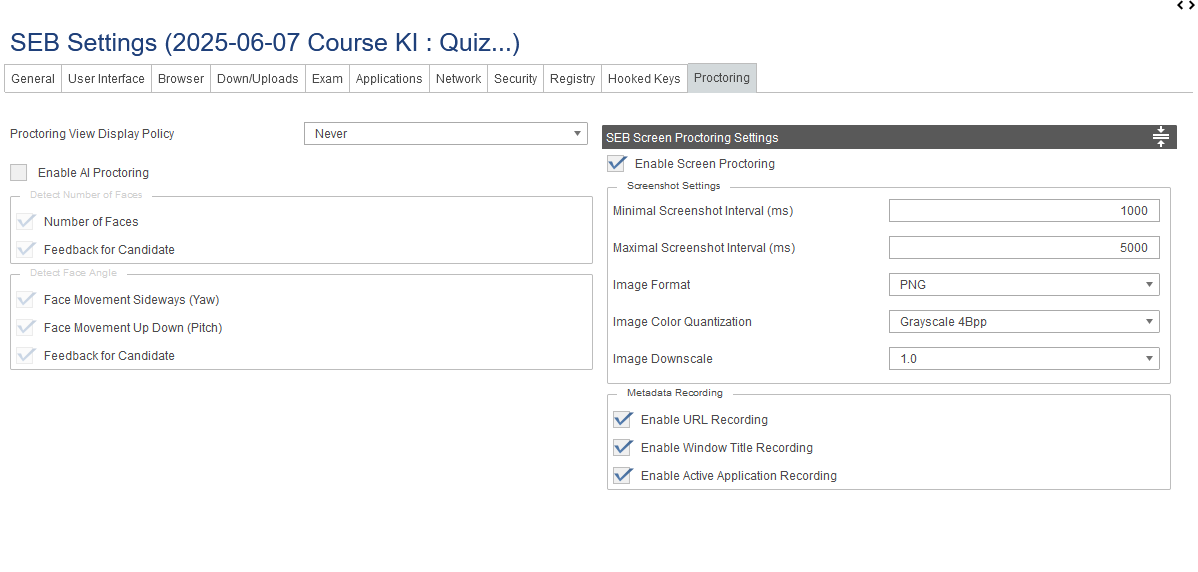 SEB Settings (2025-06-07 Course KI : Quiz...)
General User Interface Browser Down/Uploads Exam Applications Network Security Registry Hooked Keys Proctoring
Proctoring View Display Policy Never
Enable AI Proctoring
Detect Number of Faces
Number of Faces
Feedback for Candidate
Detect Face Angle
Face Movement Sideways (Yaw)
Face Movement Up Down (Pitch)
Feedback for Candidate
SEB Screen Proctoring Settings
Enable Screen Proctoring
Screenshot Settings
Minimal Screenshot Interval (ms) 1000
Maximal Screenshot Interval (ms) 5000
Image Format PNG
Image Color Quantization Grayscale 4Bpp
Image Downscale 1.0
Metadata Recording
Enable URL Recording
Enable Window Title Recording
Enable Active Application Recording